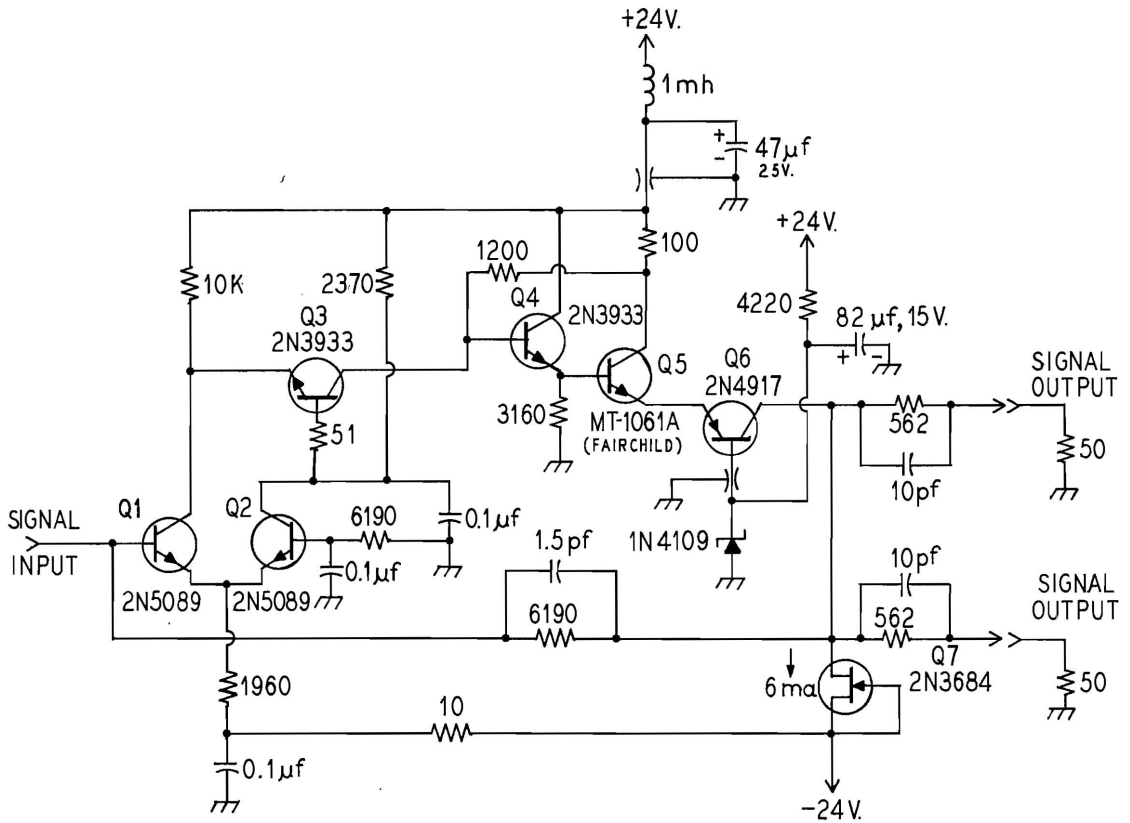 +24V.
1mh
+
-
47μf
25V.
+24V.
1200
100
10K
2370
4220
Q4
Q3
2N3933
2N3933
82 μf, 15V.
+
-
Q5
Q6
2N4917
SIGNAL
OUTPUT
51
3160
MT-1061A
(FAIRCHILD)
562
50
10pf
Q1
Q2
SIGNAL
INPUT
6190
0.1μf
1.5pf
1N4109
0.1μf
10pf
SIGNAL
OUTPUT
2N5089
2N5089
6190
562
Q7
2N3684
6ma
50
1960
10
0.1μf
-24V.